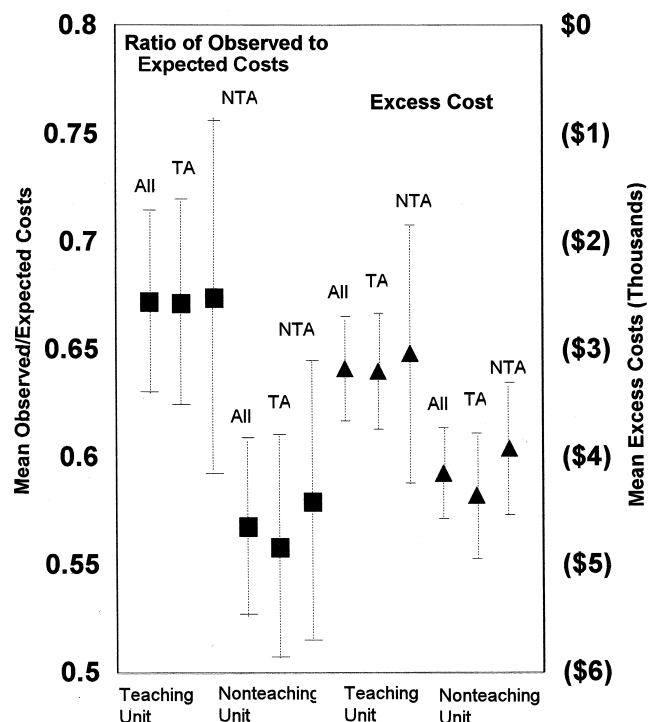 0.8
0.75
0.7
0.65
0.6
0.55
0.5
Mean Observed/Expected Costs
Ratio of Observed to
Expected Costs
Excess Cost
All
TA
NTA
All
TA
NTA
All
TA
NTA
All
TA
NTA
$0
($1)
($2)
($3)
($4)
($5)
($6)
Mean Excess Costs (Thousands)
Teaching
Unit
Nonteaching
Unit
Teaching
Unit
Nonteaching
Unit